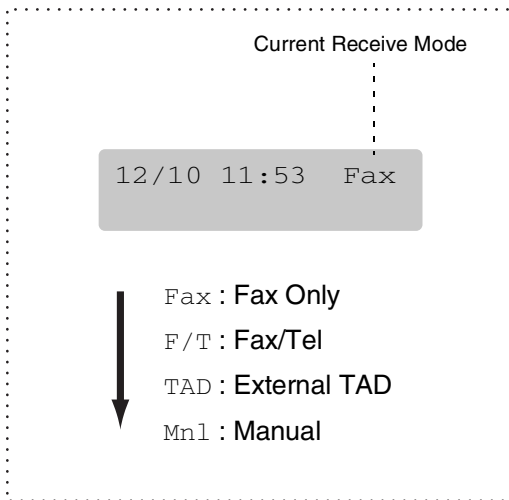 Current Receive Mode
12/10 11:53 Fax
Fax : Fax Only
F/T : Fax/Tel
TAD : External TAD
Mnl : Manual